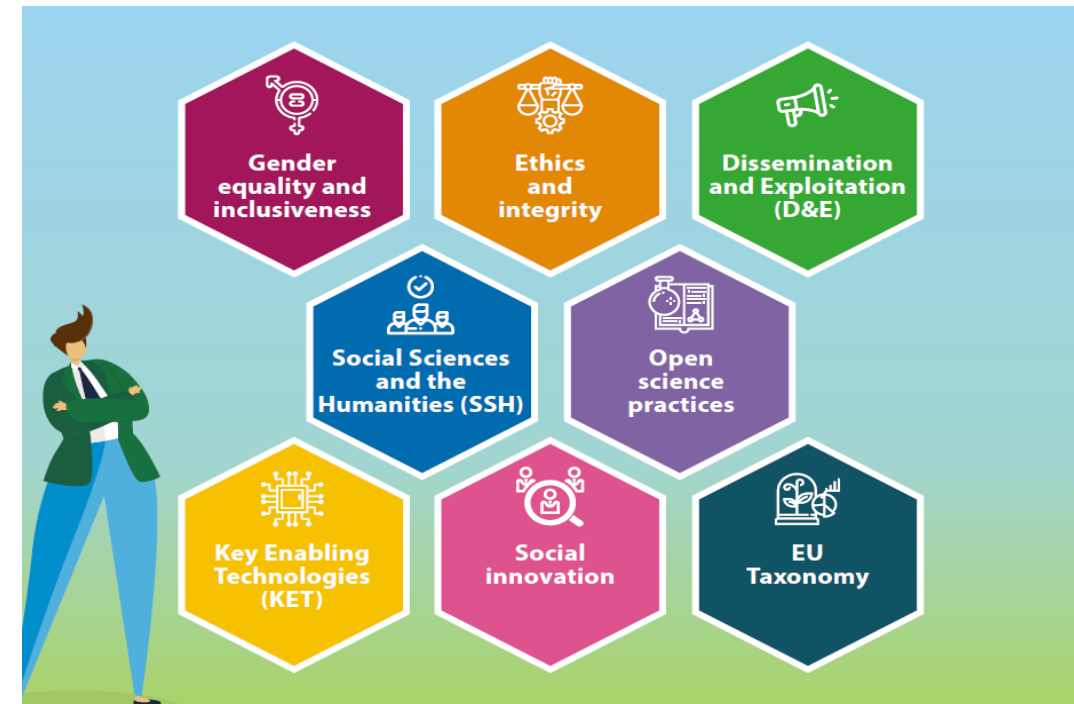 Gender
equality and
inclusiveness
Ethics
and
integrity
Dissemination
and Exploitation
(D&E)
Social Sciences
and the
Humanities (SSH)
Open
science
practices
Key Enabling
Technologies
(KET)
Social
innovation
EU
Taxonomy